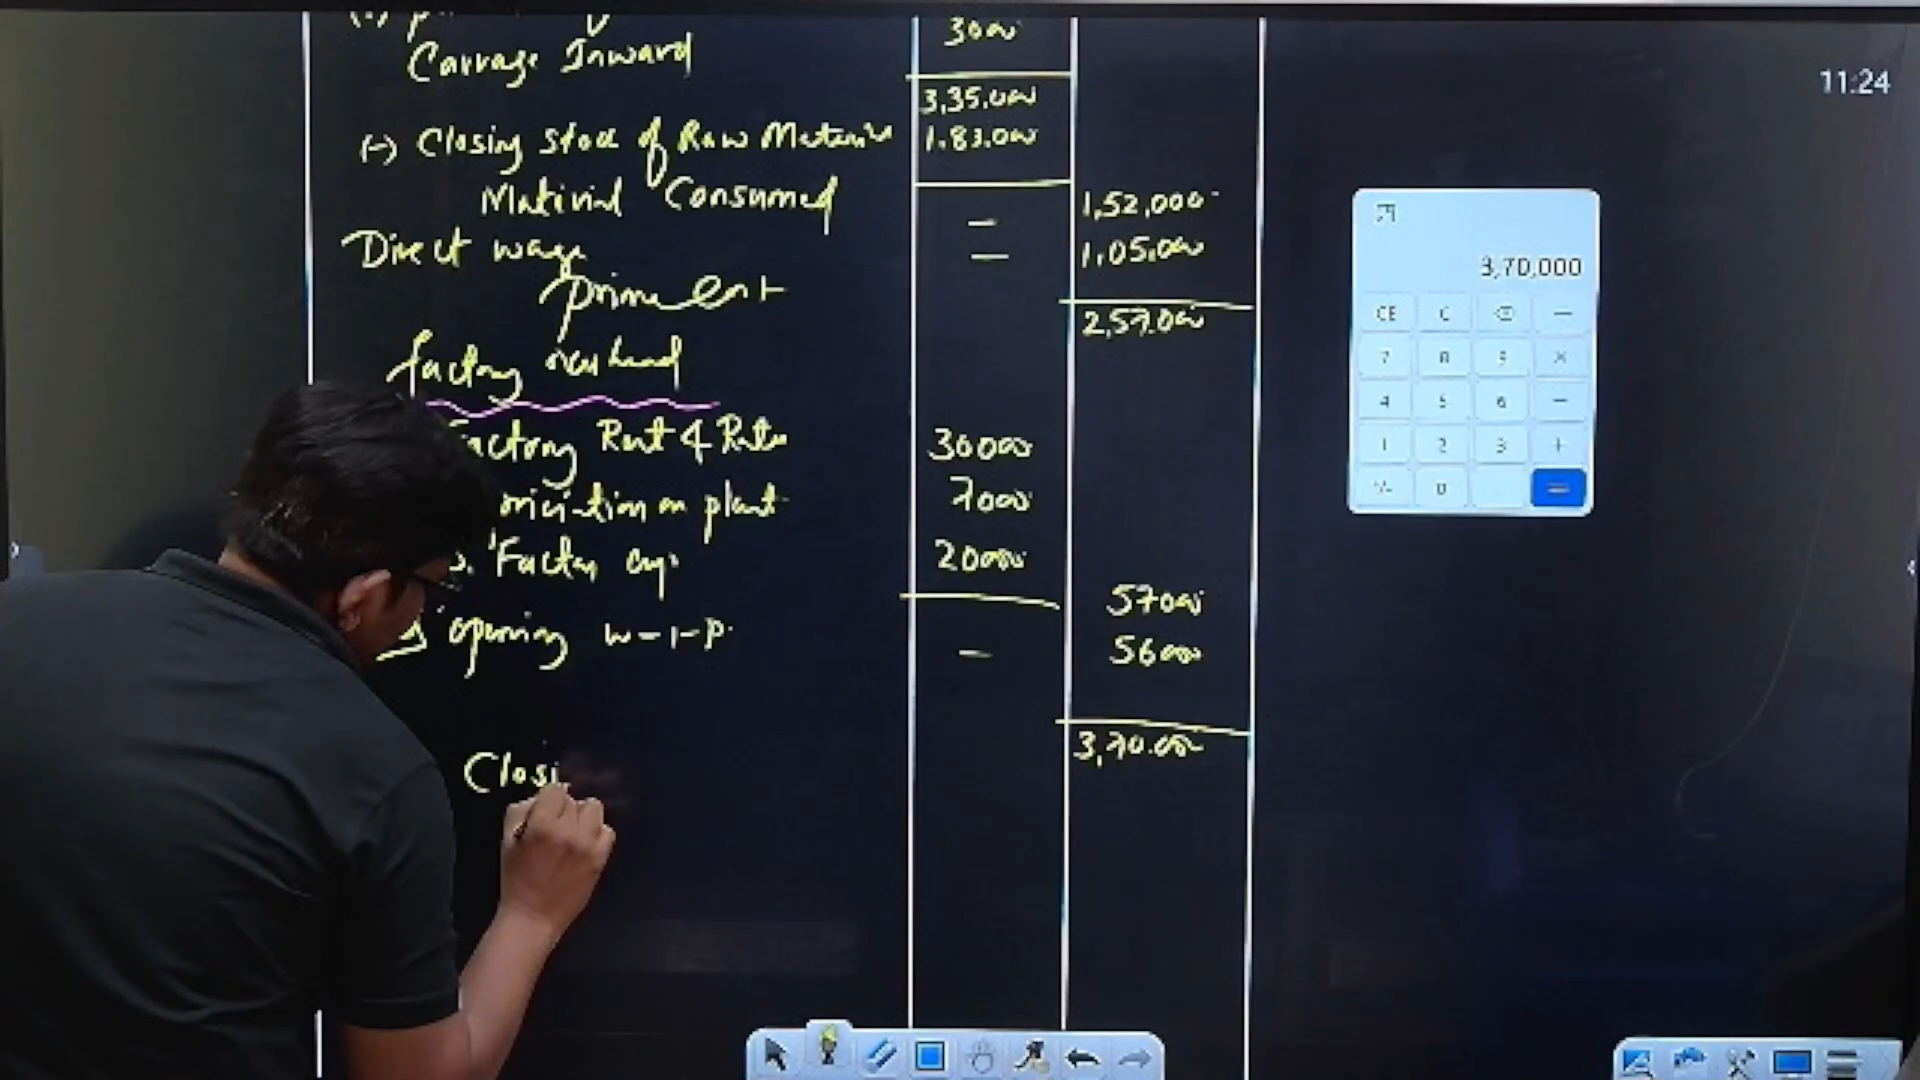 3000
Carrage Inward
3,35,000
(-) Closing stock of Raw Materials 1,83,000
Material Consumed — 1,52,000
Direct wage — 1,05,000
prime cost 2,57,000
factory overhead
Factory Rent & Rates 30000
on plant 7000
Factory exp. 20000
57000
opening w-I-P. — 56000
3,70,000
Closi
11:24
3,70,000
CE C
7 8 9 ×
4 5 6 −
1 2 3 +
+/- 0 . =